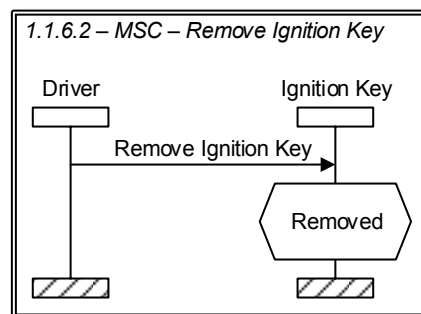 1.1.6.2 – MSC – Remove Ignition Key
Driver Ignition Key
Remove Ignition Key
Removed